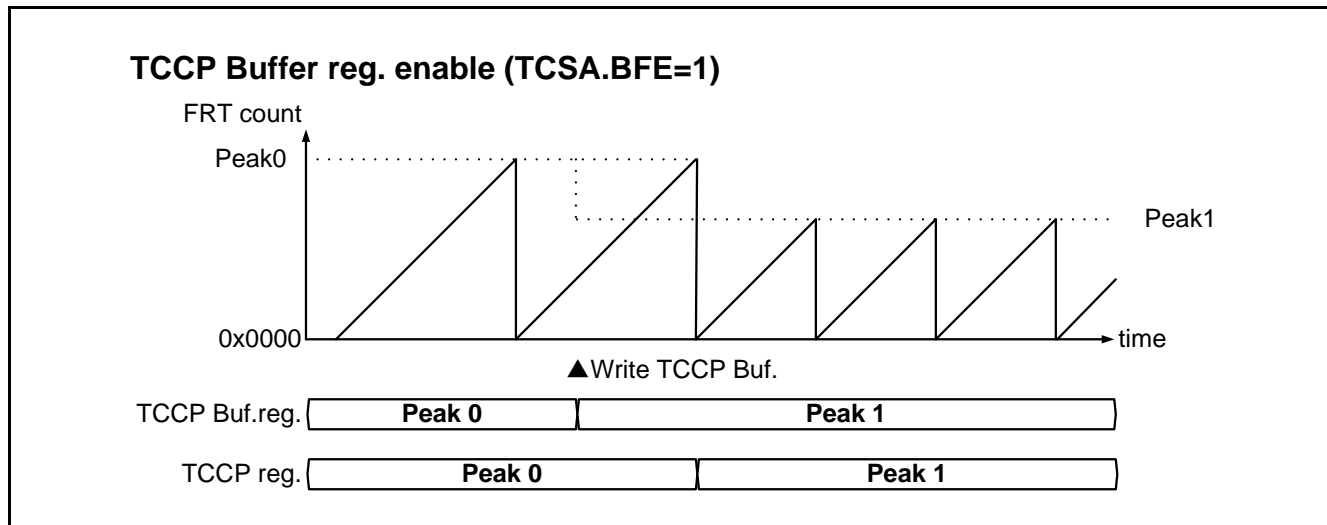 TCCP Buffer reg. enable (TCSA.BFE=1)
FRT count
Peak0
Peak1
0x0000
time
▲Write TCCP Buf.
TCCP Buf.reg. Peak 0 Peak 1
TCCP reg. Peak 0 Peak 1